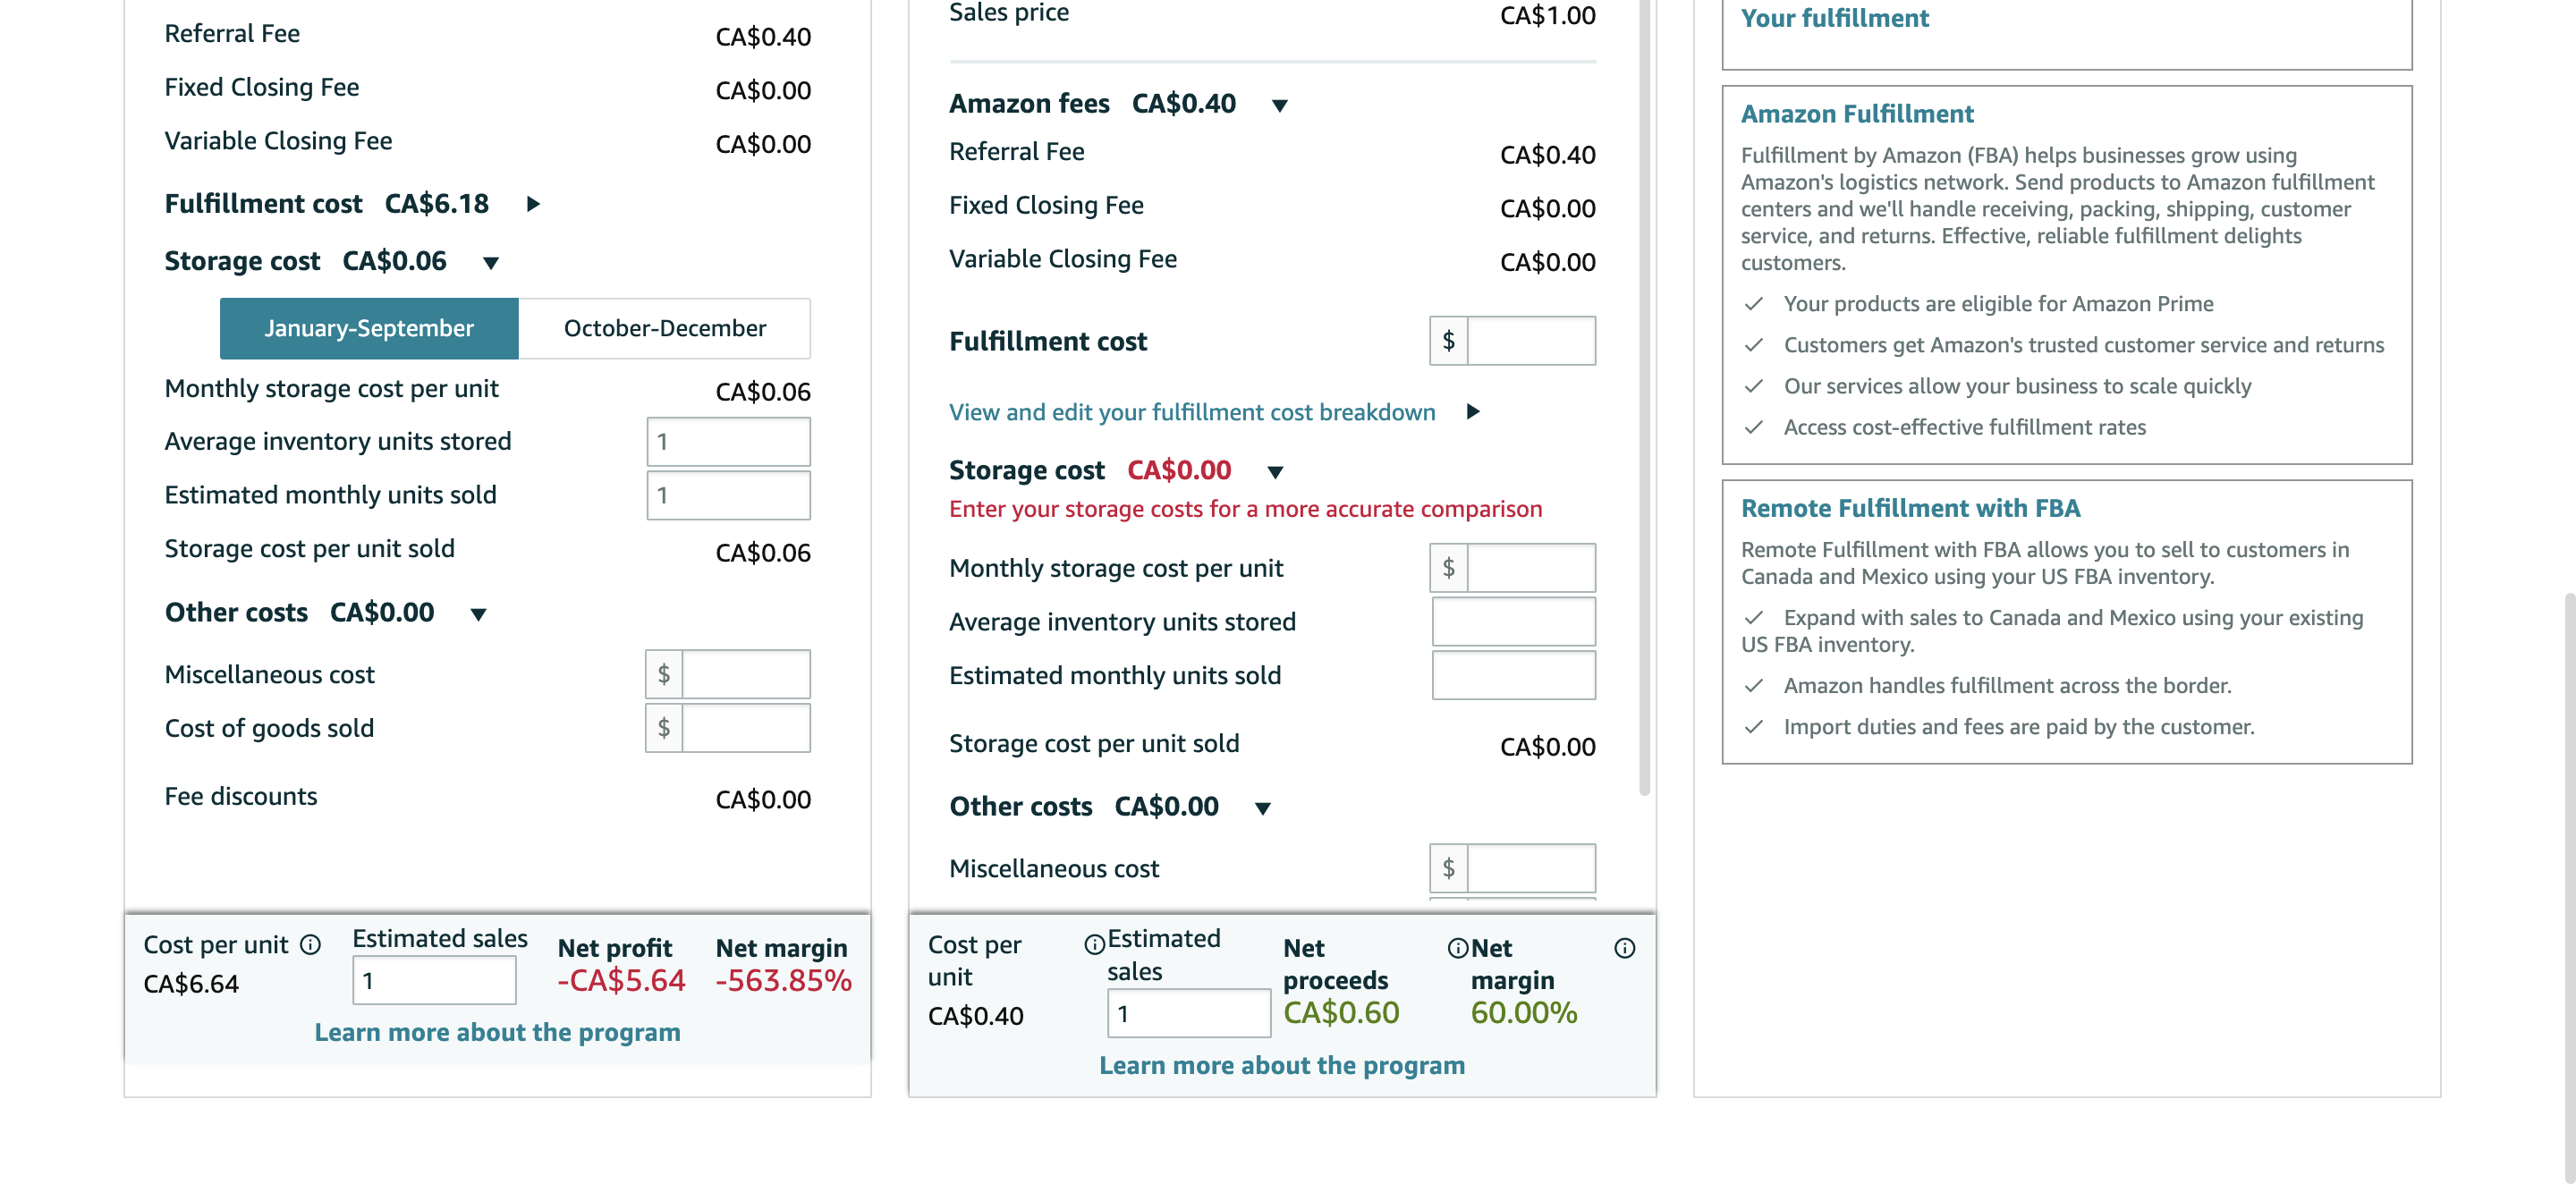 Referral Fee CA$0.40
Fixed Closing Fee CA$0.00
Variable Closing Fee CA$0.00
Fulfillment cost CA$6.18
Storage cost CA$0.06
January-September October-December
Monthly storage cost per unit CA$0.06
Average inventory units stored 1
Estimated monthly units sold 1
Storage cost per unit sold CA$0.06
Other costs CA$0.00
Miscellaneous cost $
Cost of goods sold $
Fee discounts CA$0.00
Cost per unit
CA$6.64
Estimated sales
1
Net profit
-CA$5.64
Net margin
-563.85%
Learn more about the program
Sales price CA$1.00
Amazon fees CA$0.40
Referral Fee CA$0.40
Fixed Closing Fee CA$0.00
Variable Closing Fee CA$0.00
Fulfillment cost $
View and edit your fulfillment cost breakdown
Storage cost CA$0.00
Enter your storage costs for a more accurate comparison
Monthly storage cost per unit $
Average inventory units stored
Estimated monthly units sold
Storage cost per unit sold CA$0.00
Other costs CA$0.00
Miscellaneous cost $
Cost per
unit
CA$0.40
Estimated
sales
1
Net
proceeds
CA$0.60
Net
margin
60.00%
Learn more about the program
Your fulfillment
Amazon Fulfillment
Fulfillment by Amazon (FBA) helps businesses grow using
Amazon's logistics network. Send products to Amazon fulfillment
centers and we'll handle receiving, packing, shipping, customer
service, and returns. Effective, reliable fulfillment delights
customers.
Your products are eligible for Amazon Prime
Customers get Amazon's trusted customer service and returns
Our services allow your business to scale quickly
Access cost-effective fulfillment rates
Remote Fulfillment with FBA
Remote Fulfillment with FBA allows you to sell to customers in
Canada and Mexico using your US FBA inventory.
Expand with sales to Canada and Mexico using your existing
US FBA inventory.
Amazon handles fulfillment across the border.
Import duties and fees are paid by the customer.